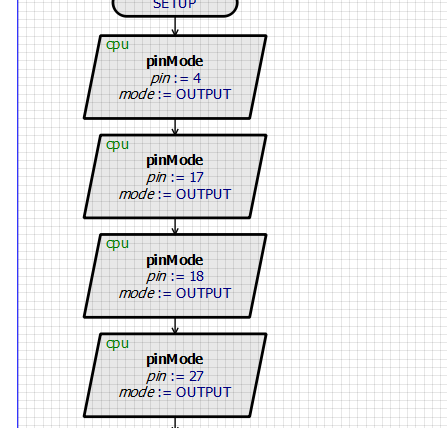 SETUP
cpu
pinMode
pin := 4
mode := OUTPUT
cpu
pinMode
pin := 17
mode := OUTPUT
cpu
pinMode
pin := 18
mode := OUTPUT
cpu
pinMode
pin := 27
mode := OUTPUT